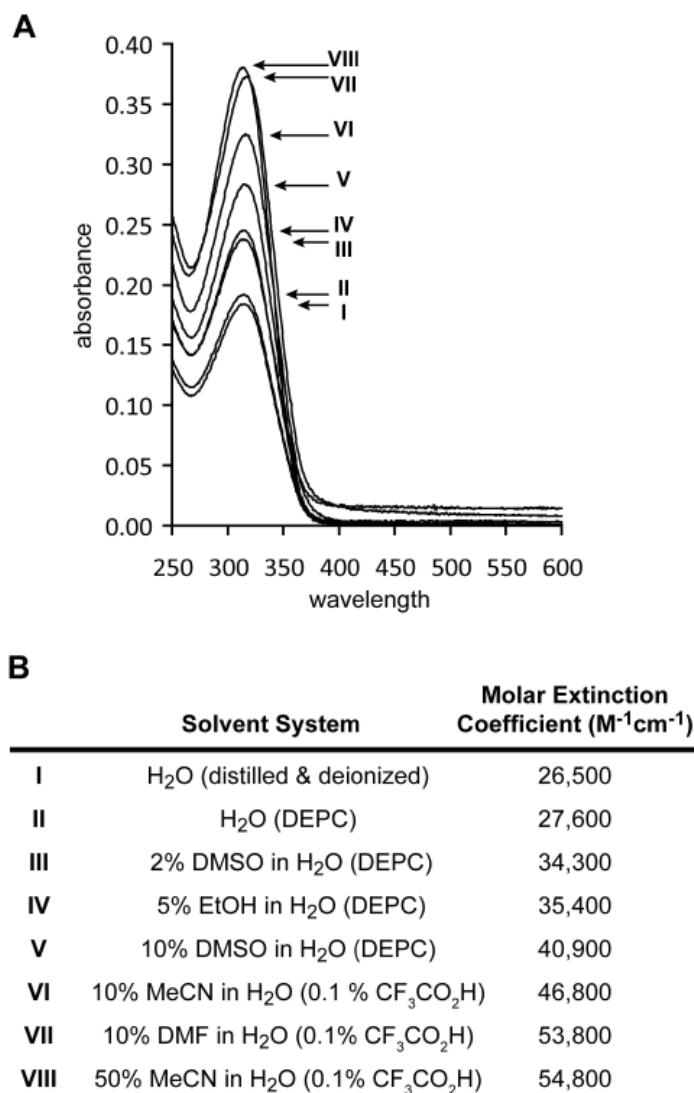 A
0.40
VIII
VII
0.35
VI
0.30
V
0.25
IV
III
0.20
II
I
0.15
0.10
0.05
0.00
absorbance
250 300 350 400 450 500 550 600
wavelength
B
Solvent System Molar Extinction Coefficient (M⁻¹cm⁻¹)
I H₂O (distilled & deionized) 26,500
II H₂O (DEPC) 27,600
III 2% DMSO in H₂O (DEPC) 34,300
IV 5% EtOH in H₂O (DEPC) 35,400
V 10% DMSO in H₂O (DEPC) 40,900
VI 10% MeCN in H₂O (0.1 % CF₃CO₂H) 46,800
VII 10% DMF in H₂O (0.1% CF₃CO₂H) 53,800
VIII 50% MeCN in H₂O (0.1% CF₃CO₂H) 54,800